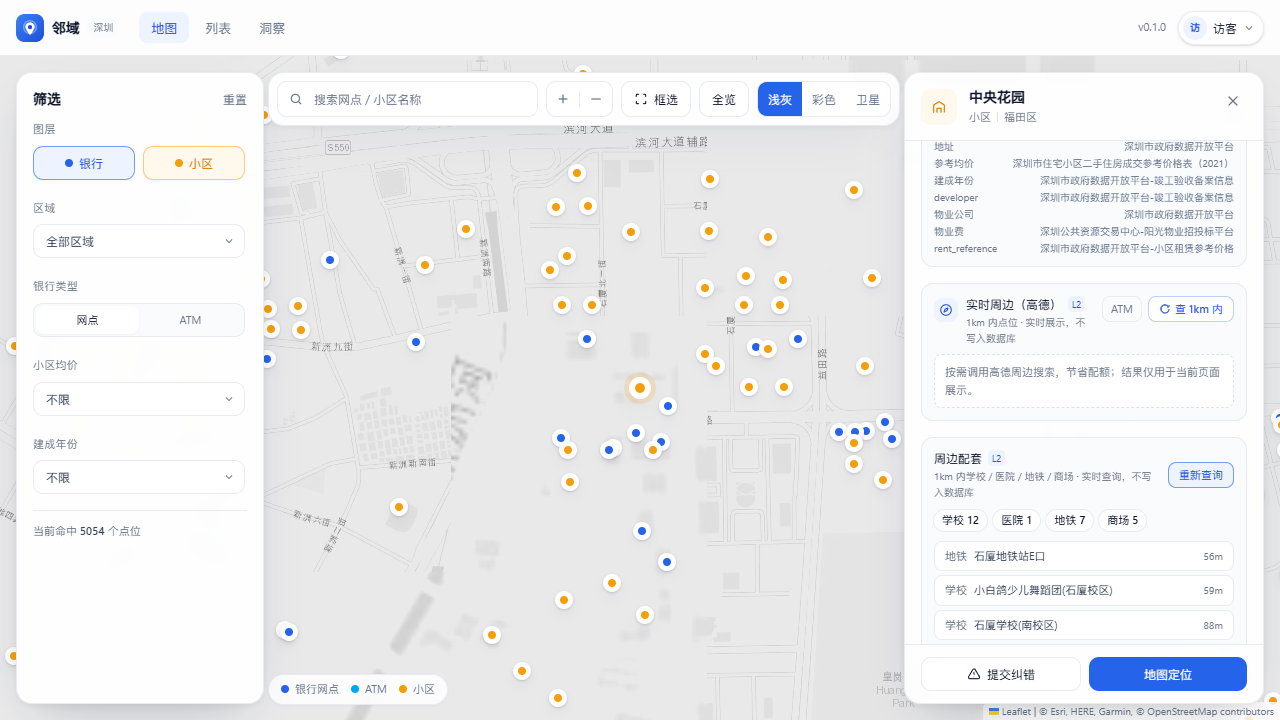 邻域 深圳 地图 列表 洞察 v0.1.0 访 访客
筛选 重置
图层
银行 小区
区域
全部区域
银行类型
网点 ATM
小区均价
不限
建成年份
不限
当前命中 5054 个点位
搜索网点 / 小区名称 框选 全览 浅灰 彩色 卫星
滨河大道
滨河大道辅路
S550
新洲九街
新洲南路
新洲南街
新洲六街
银行网点 ATM 小区
中央花园
小区 福田区
地址 深圳市政府数据开放平台
参考均价 深圳市住宅小区二手住房成交参考价格表（2021）
建成年份 深圳市政府数据开放平台-竣工验收备案信息
developer 深圳市政府数据开放平台-竣工验收备案信息
物业公司 深圳市政府数据开放平台
物业费 深圳公共资源交易中心-阳光物业招投标平台
rent_reference 深圳市政府数据开放平台-小区租赁参考价格
实时周边（高德） L2 ATM 查 1km 内
1km 内点位 · 实时展示，不
写入数据库
按需调用高德周边搜索，节省配额；结果仅用于当前页面
展示。
周边配套 L2 重新查询
1km 内学校 / 医院 / 地铁 / 商场 · 实时查询，不写
入数据库
学校 12 医院 1 地铁 7 商场 5
地铁 石厦地铁站E口 56m
学校 小白鸽少儿舞蹈团(石厦校区) 59m
学校 石厦学校(南校区) 88m
提交纠错 地图定位
Leaflet | © Esri, HERE, Garmin, © OpenStreetMap contributors